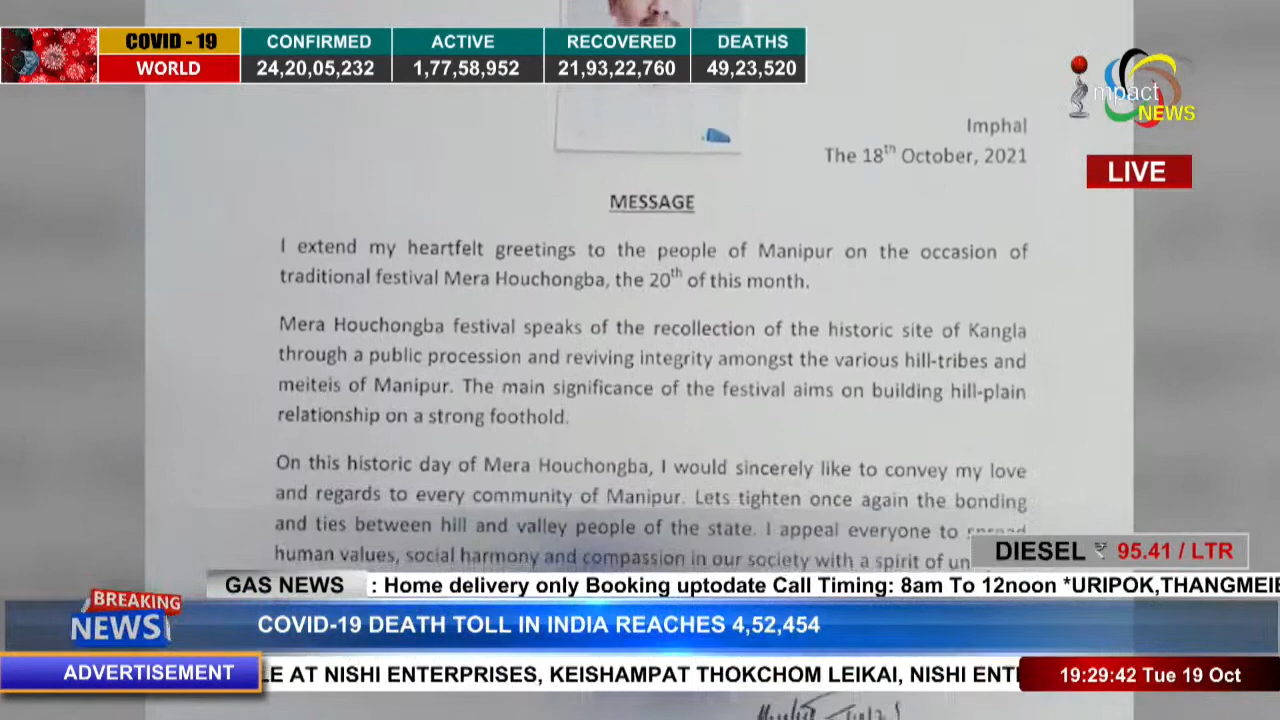 COVID - 19 CONFIRMED ACTIVE RECOVERED DEATHS
WORLD 24,20,05,232 1,77,58,952 21,93,22,760 49,23,520
impact
NEWS
LIVE
Imphal
The 18th October, 2021
MESSAGE
I extend my heartfelt greetings to the people of Manipur on the occasion of
traditional festival Mera Houchongba, the 20th of this month.
Mera Houchongba festival speaks of the recollection of the historic site of Kangla
through a public procession and reviving integrity amongst the various hill-tribes and
meiteis of Manipur. The main significance of the festival aims on building hill-plain
relationship on a strong foothold.
On this historic day of Mera Houchongba, I would sincerely like to convey my love
and regards to every community of Manipur. Lets tighten once again the bonding
and ties between hill and valley people of the state. I appeal everyone to
human values, social harmony and compassion in our society with a spirit of
DIESEL ₹ 95.41 / LTR
GAS NEWS : Home delivery only Booking uptodate Call Timing: 8am To 12noon *URIPOK,THANGMEI
BREAKING
NEWS
COVID-19 DEATH TOLL IN INDIA REACHES 4,52,454
ADVERTISEMENT LE AT NISHI ENTERPRISES, KEISHAMPAT THOKCHOM LEIKAI, NISHI ENT 19:29:42 Tue 19 Oct